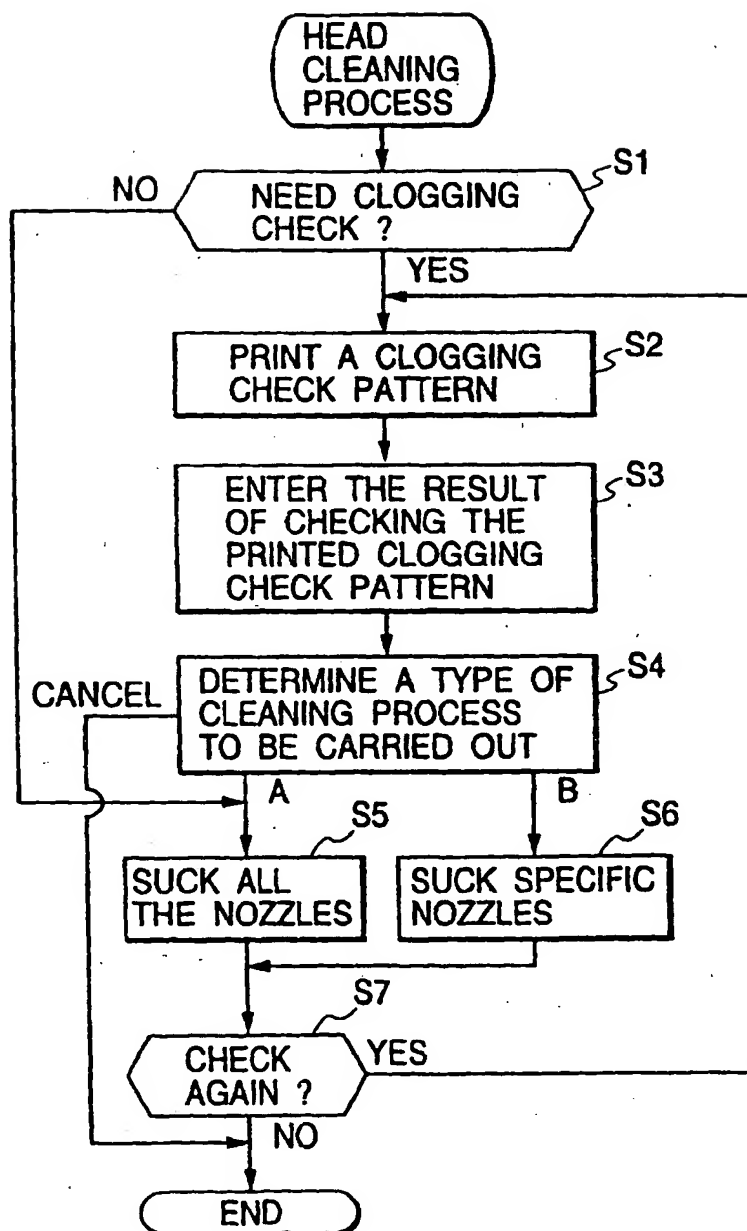 HEAD
CLEANING
PROCESS
S1
NO
NEED CLOGGING
CHECK ?
YES
S2
PRINT A CLOGGING
CHECK PATTERN
S3
ENTER THE RESULT
OF CHECKING THE
PRINTED CLOGGING
CHECK PATTERN
S4
CANCEL
DETERMINE A TYPE OF
CLEANING PROCESS
TO BE CARRIED OUT
A
B
S5
S6
SUCK ALL
THE NOZZLES
SUCK SPECIFIC
NOZZLES
S7
CHECK
AGAIN ?
YES
NO
END